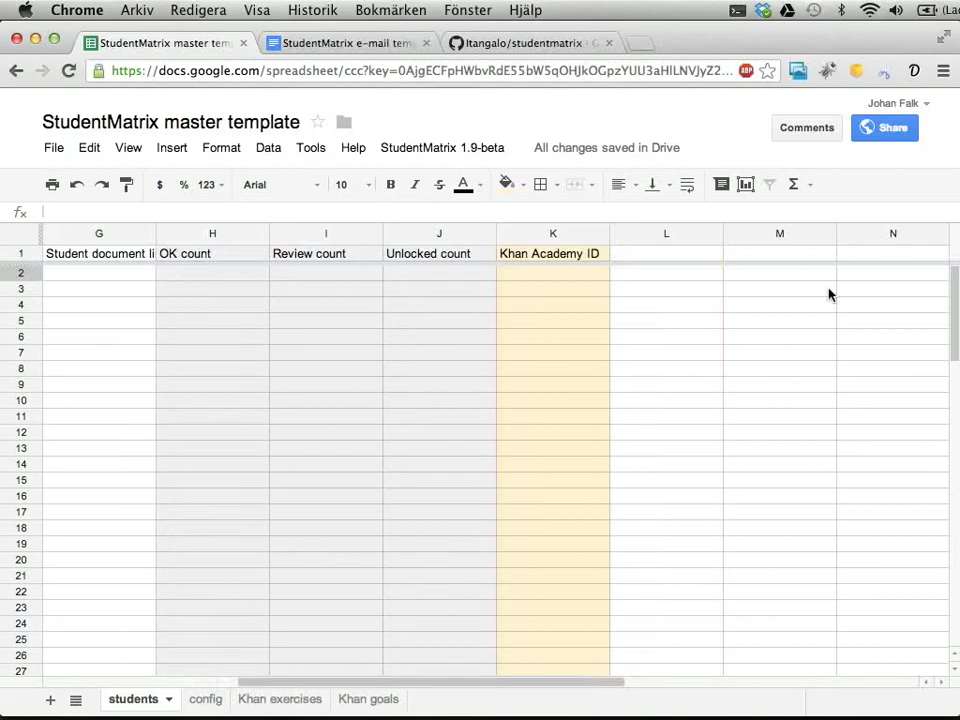 Chrome Arkiv Redigera Visa Historik Bokmärken Fönster Hjälp
StudentMatrix master tem
StudentMatrix e-mail tem
Itangalo/studentmatrix · G
https://docs.google.com/spreadsheet/ccc?key=0AjgECFpHWbvRdE55bW5qOHJkOGpzYUU3aHlLNVJyZ2...
Johan Falk
StudentMatrix master template
Comments
Share
File Edit View Insert Format Data Tools Help StudentMatrix 1.9-beta All changes saved in Drive
$ % 123 Arial 10 B I S A Σ
fx
G H I J K L M N
1 Student document li OK count Review count Unlocked count Khan Academy ID
2
3
4
5
6
7
8
9
10
11
12
13
14
15
16
17
18
19
20
21
22
23
24
25
26
27
students config Khan exercises Khan goals